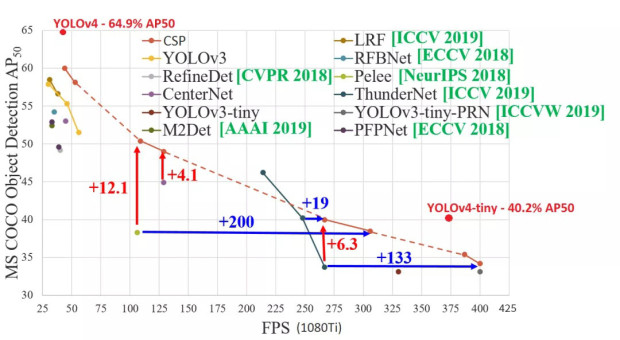 YOLOv4 - 64.9% AP50
MS COCO Object Detection AP50
65
60
55
50
45
40
35
30
CSP
LRF [ICCV 2019]
YOLOv3
RFBNet [ECCV 2018]
RefineDet [CVPR 2018]
Pelee [NeurIPS 2018]
CenterNet
ThunderNet [ICCV 2019]
YOLOv3-tiny
YOLOv3-tiny-PRN [ICCVW 2019]
M2Det [AAAI 2019]
PFPNet [ECCV 2018]
+12.1
+4.1
+19
+200
+6.3
+133
YOLOv4-tiny - 40.2% AP50
25 50 75 100 125 150 175 200 225 250 275 300 325 350 375 400 425
FPS (1080Ti)